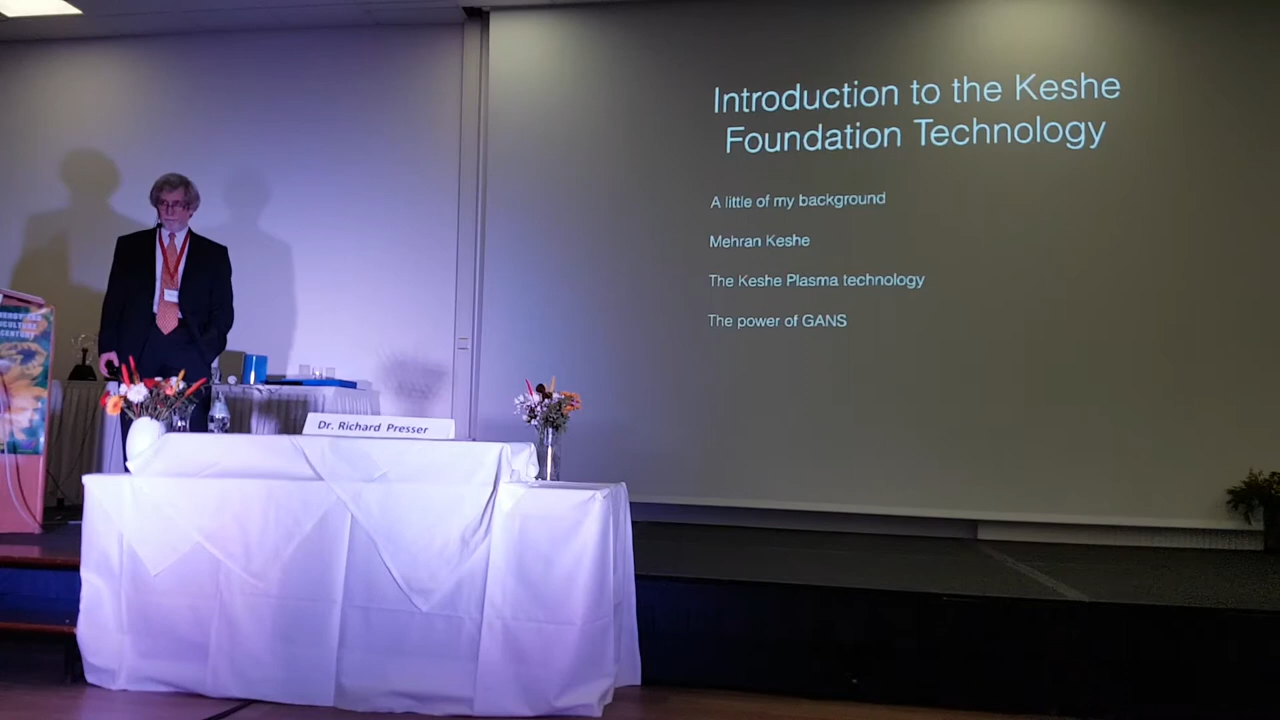 Introduction to the Keshe
Foundation Technology
A little of my background
Mehran Keshe
The Keshe Plasma technology
The power of GANS
Dr. Richard Presser
CENTURY